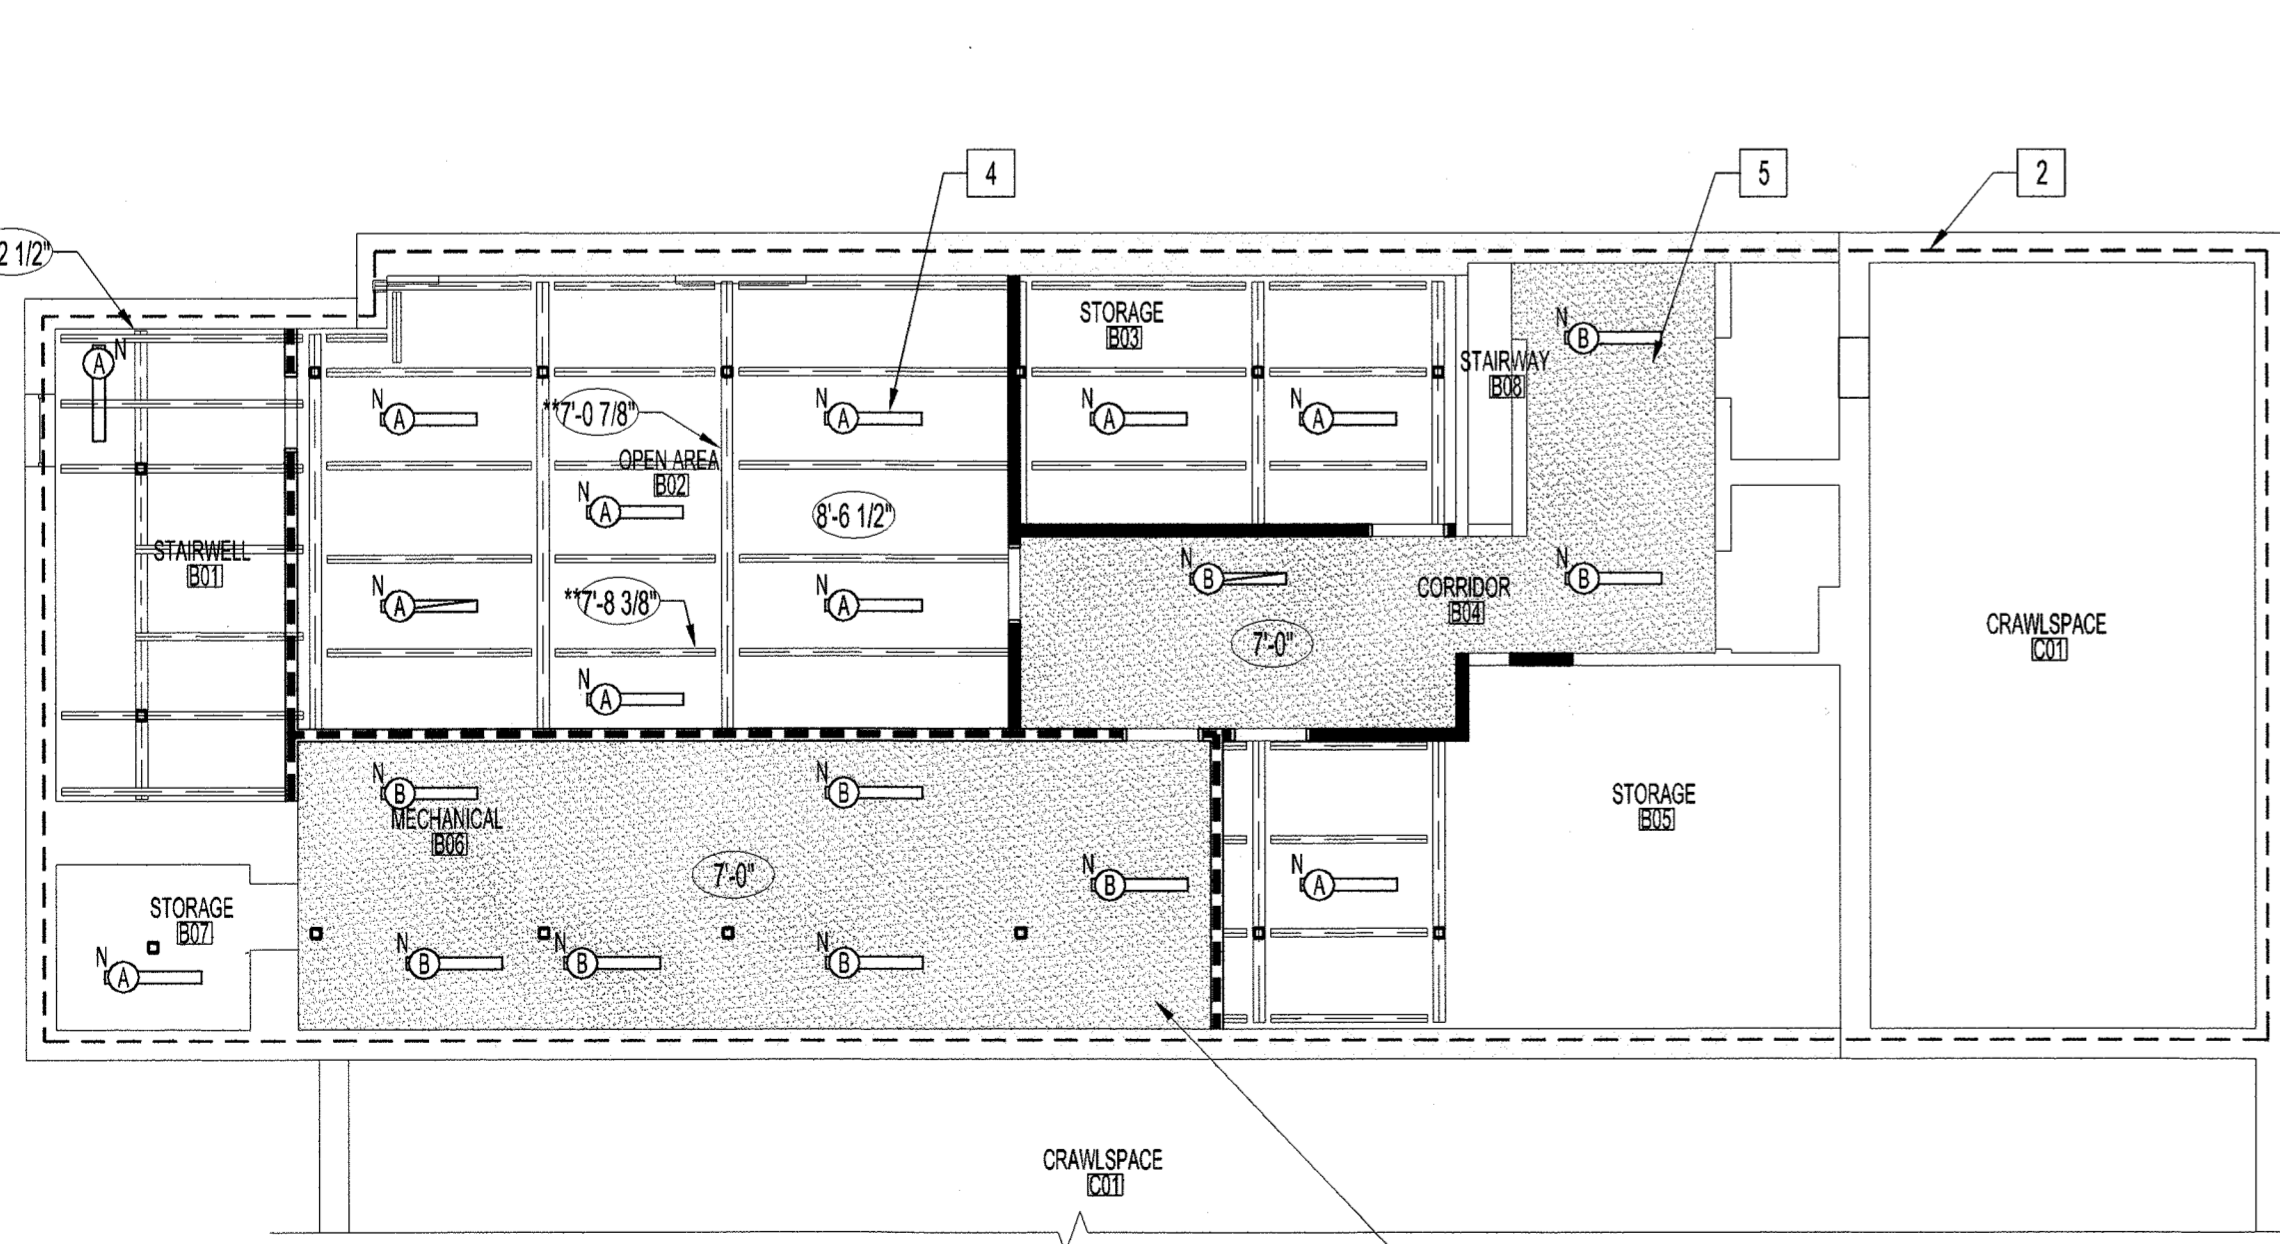 4
5
2
2 1/2"
STORAGE
B03
N
B
A
N
STAIRWAY
B08
N
A
**7'-0 7/8"
N
A
N
A
N
A
OPEN AREA
B02
N
A
8'-6 1/2"
STAIRWELL
B01
N
A
**7'-8 3/8"
N
A
N
B
CORRIDOR
B04
N
B
7'-0"
CRAWLSPACE
C01
N
A
N
B
MECHANICAL
B06
N
B
STORAGE
B05
7'-0"
N
B
N
A
STORAGE
B07
N
A
N
B
N
B
N
B
CRAWLSPACE
C01